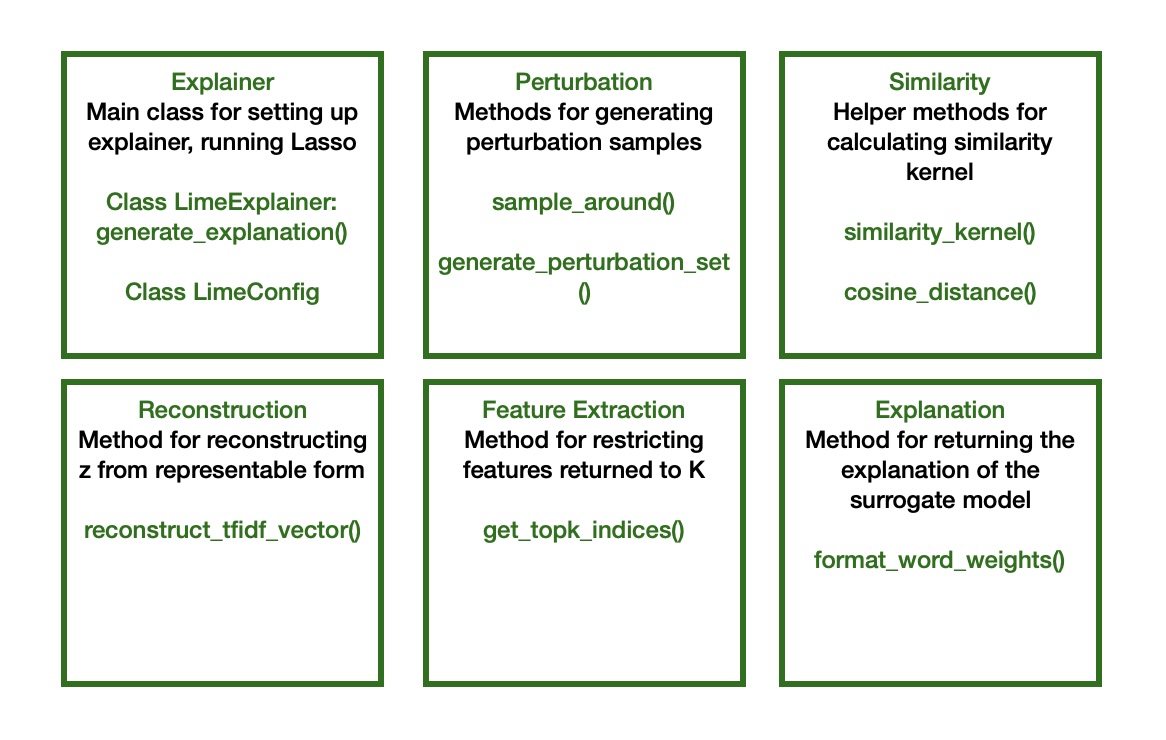 Explainer
Main class for setting up
explainer, running Lasso
Class LimeExplainer:
generate_explanation()
Class LimeConfig
Perturbation
Methods for generating
perturbation samples
sample_around()
generate_perturbation_set
()
Similarity
Helper methods for
calculating similarity
kernel
similarity_kernel()
cosine_distance()
Reconstruction
Method for reconstructing
z from representable form
reconstruct_tfidf_vector()
Feature Extraction
Method for restricting
features returned to K
get_topk_indices()
Explanation
Method for returning the
explanation of the
surrogate model
format_word_weights()